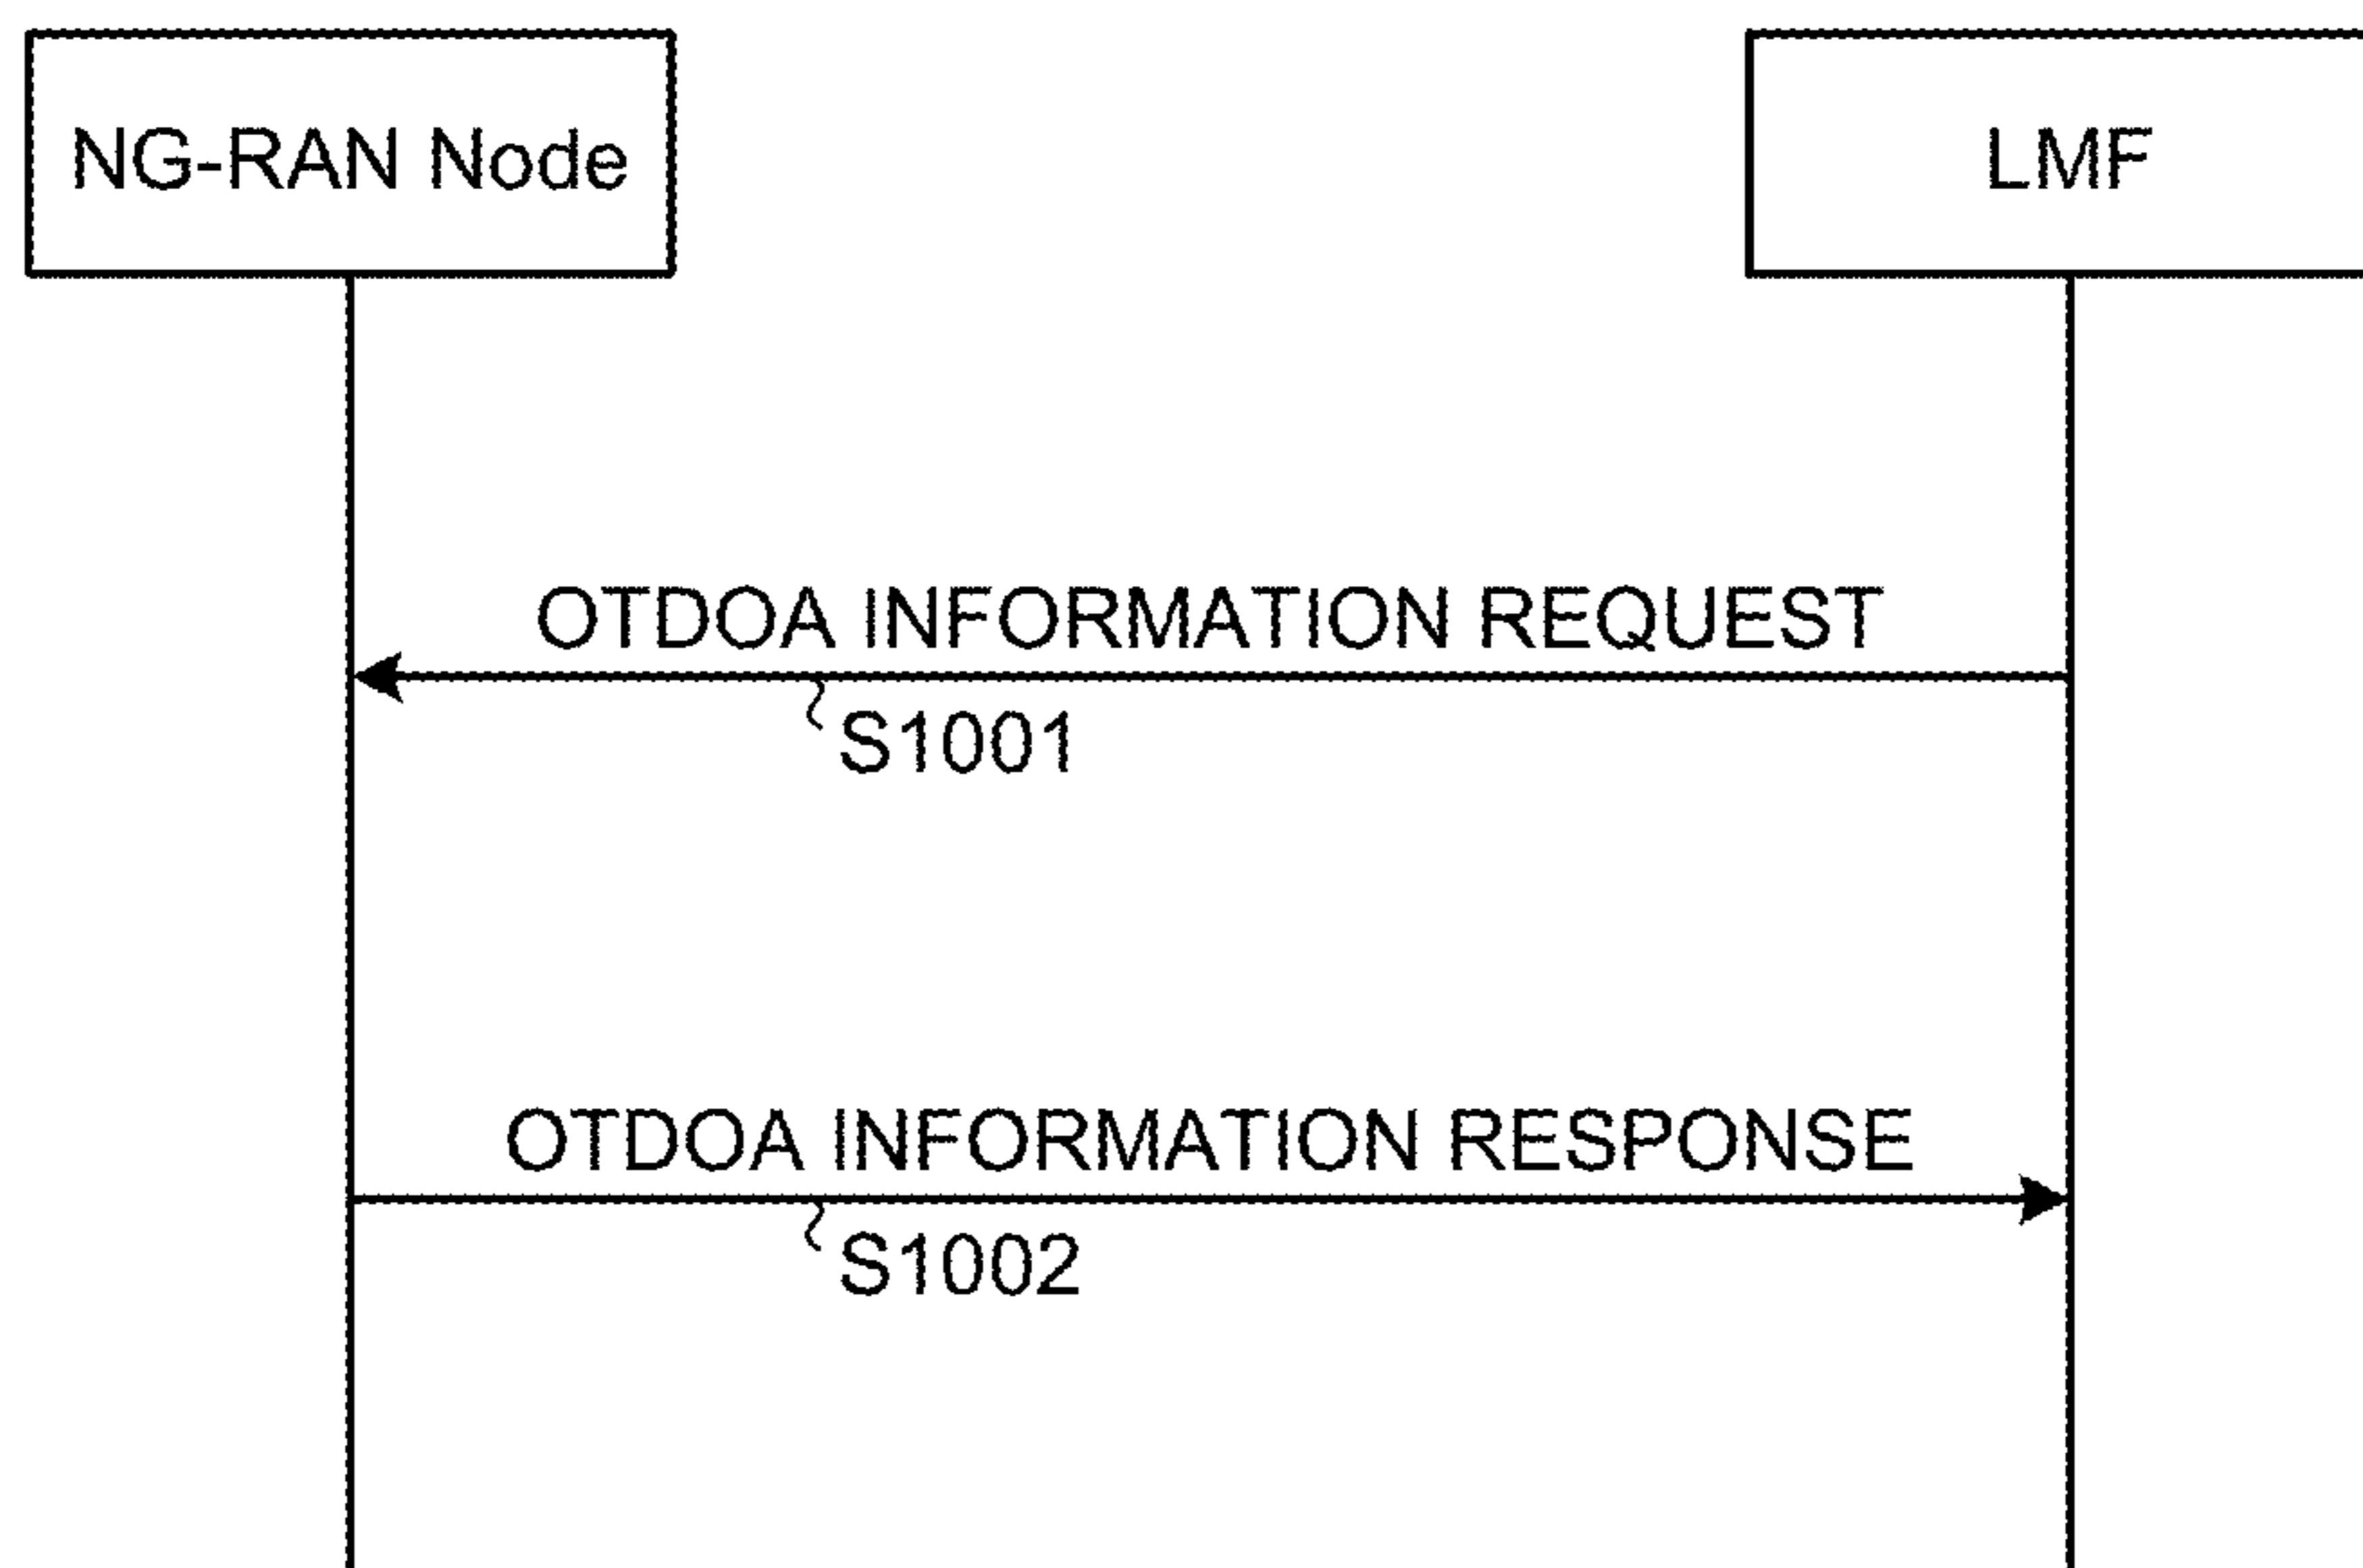 NG-RAN Node
LMF
OTDOA INFORMATION REQUEST
S1001
OTDOA INFORMATION RESPONSE
S1002